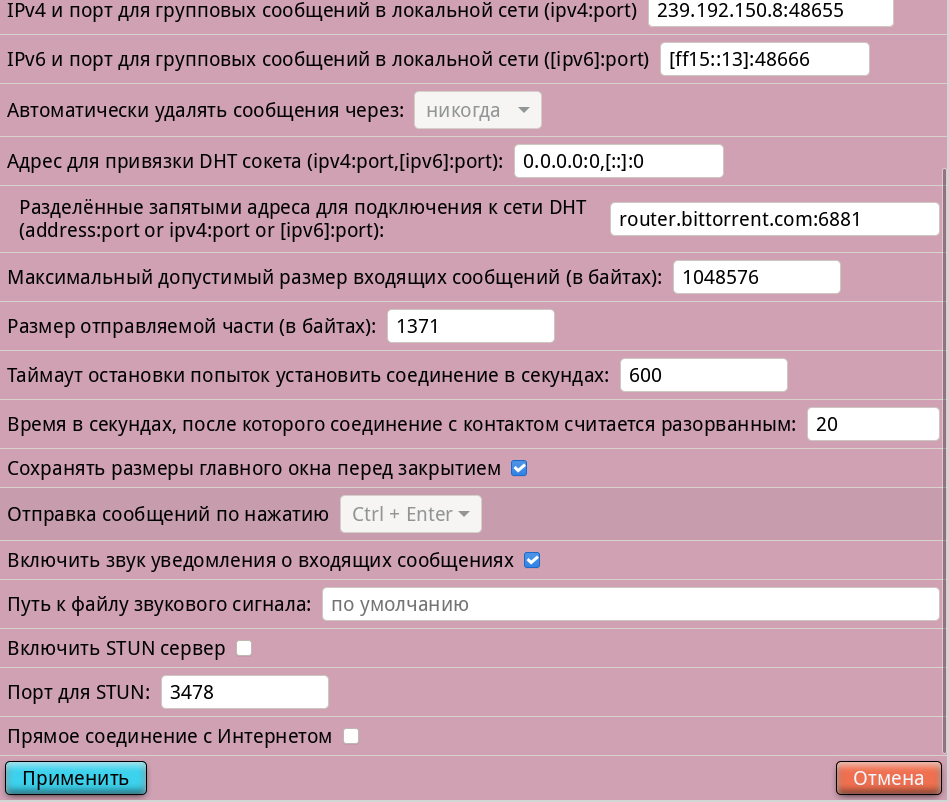 IPv4 и порт для групповых сообщений в локальной сети (ipv4:port) 239.192.150.8:48655
IPv6 и порт для групповых сообщений в локальной сети ([ipv6]:port) [ff15::13]:48666
Автоматически удалять сообщения через: никогда
Адрес для привязки DHT сокета (ipv4:port,[ipv6]:port): 0.0.0.0:0,[::]:0
Разделённые запятыми адреса для подключения к сети DHT
(address:port or ipv4:port or [ipv6]:port): router.bittorrent.com:6881
Максимальный допустимый размер входящих сообщений (в байтах): 1048576
Размер отправляемой части (в байтах): 1371
Таймаут остановки попыток установить соединение в секундах: 600
Время в секундах, после которого соединение с контактом считается разорванным: 20
Сохранять размеры главного окна перед закрытием
Отправка сообщений по нажатию Ctrl + Enter
Включить звук уведомления о входящих сообщениях
Путь к файлу звукового сигнала: по умолчанию
Включить STUN сервер
Порт для STUN: 3478
Прямое соединение с Интернетом
Применить Отмена